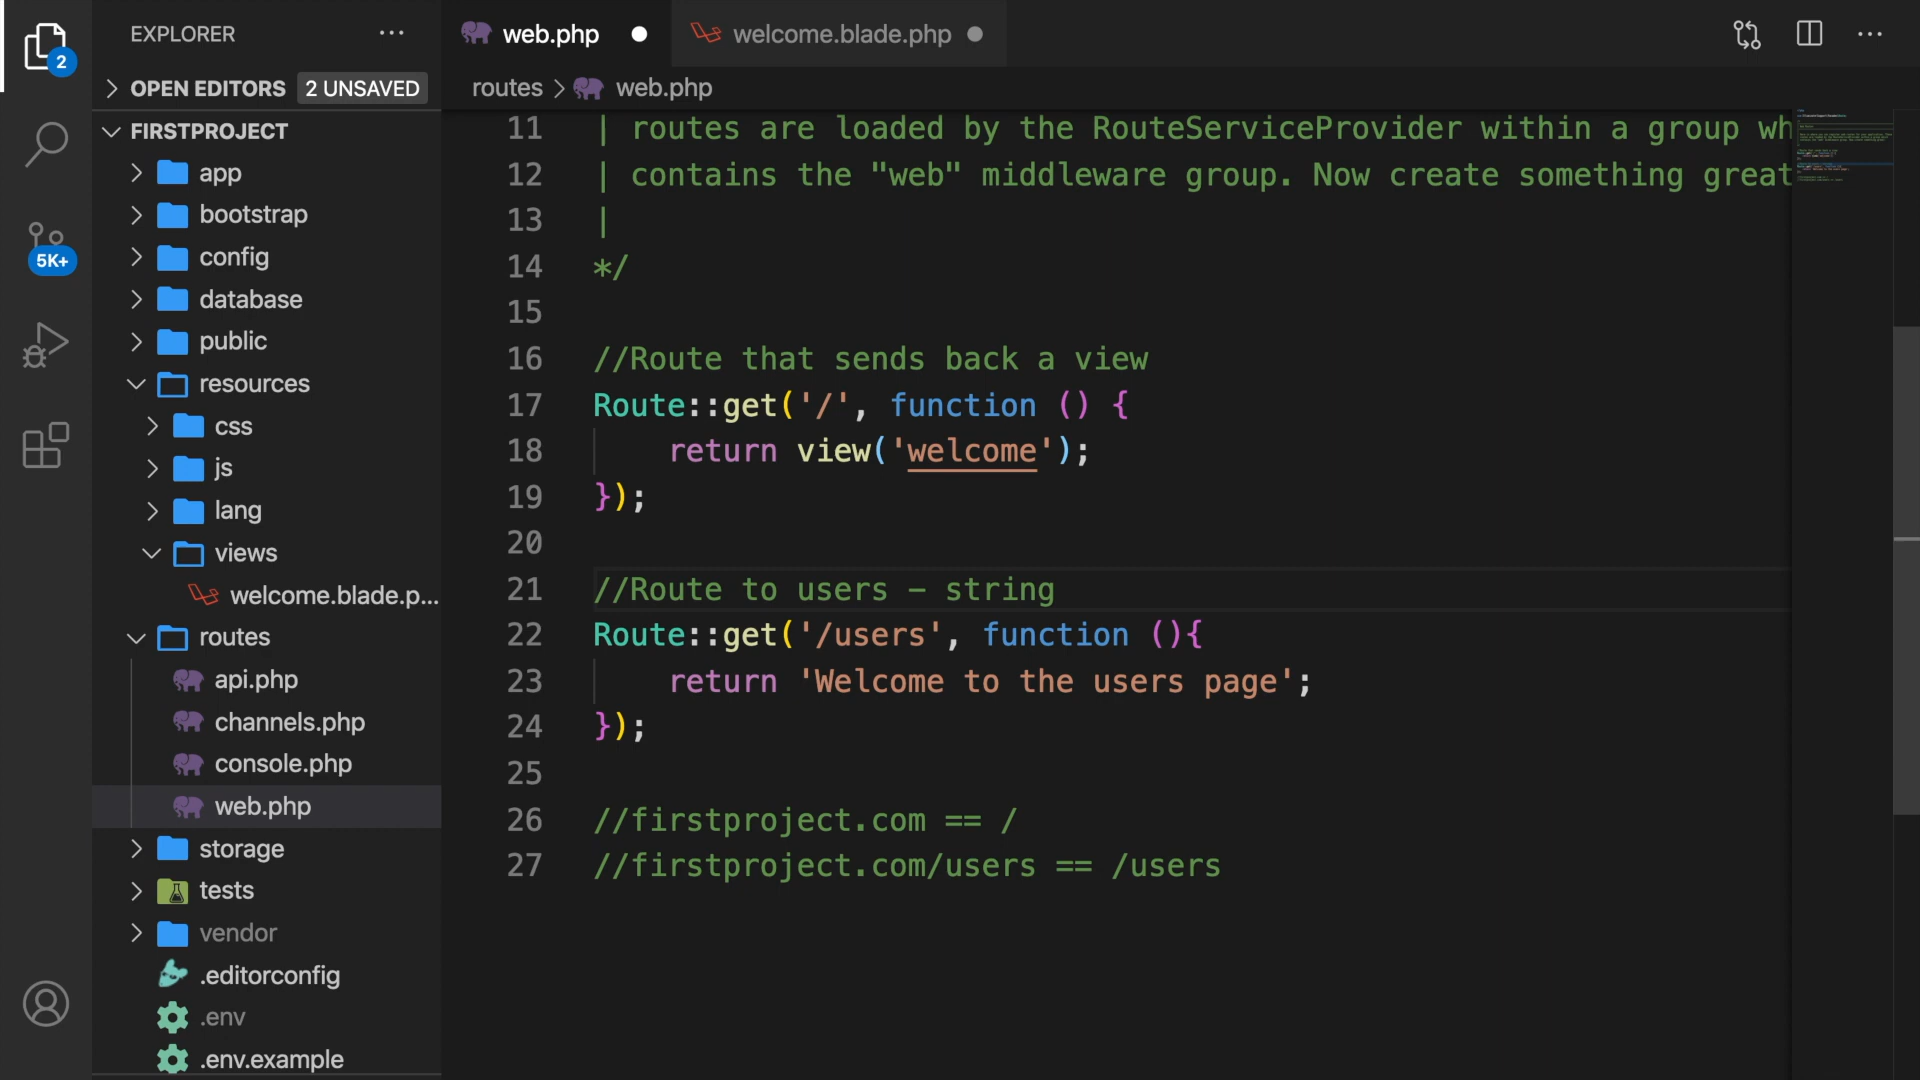 EXPLORER
2
OPEN EDITORS 2 UNSAVED
FIRSTPROJECT
app
bootstrap
5K+
config
database
public
resources
css
js
lang
views
welcome.blade.p...
routes
api.php
channels.php
console.php
web.php
storage
tests
vendor
.editorconfig
.env
.env.example
web.php
welcome.blade.php
routes > web.php
11 | routes are loaded by the RouteServiceProvider within a group wh
12 | contains the "web" middleware group. Now create something great
13 |
14 */
15
16 //Route that sends back a view
17 Route::get('/', function () {
18 return view('welcome');
19 });
20
21 //Route to users – string
22 Route::get('/users', function (){
23 return 'Welcome to the users page';
24 });
25
26 //firstproject.com == /
27 //firstproject.com/users == /users